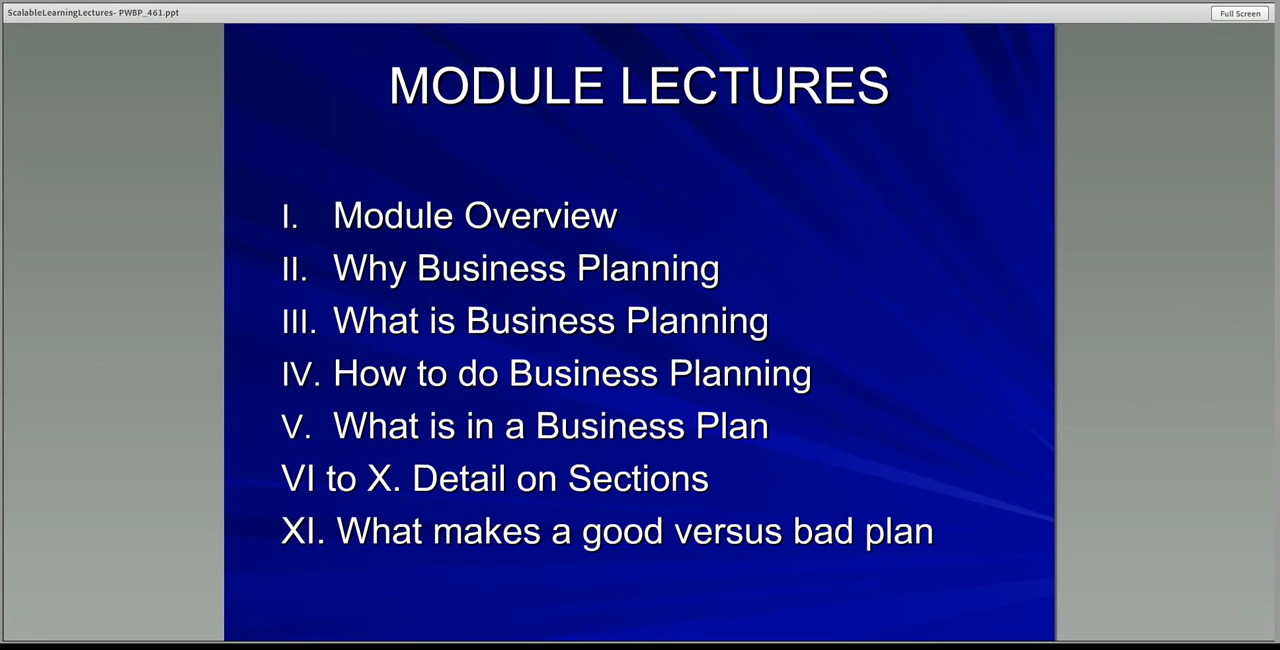 ScalableLearningLectures- PWBP_461.ppt
Full Screen
MODULE LECTURES
I. Module Overview
II. Why Business Planning
III. What is Business Planning
IV. How to do Business Planning
V. What is in a Business Plan
VI to X. Detail on Sections
XI. What makes a good versus bad plan